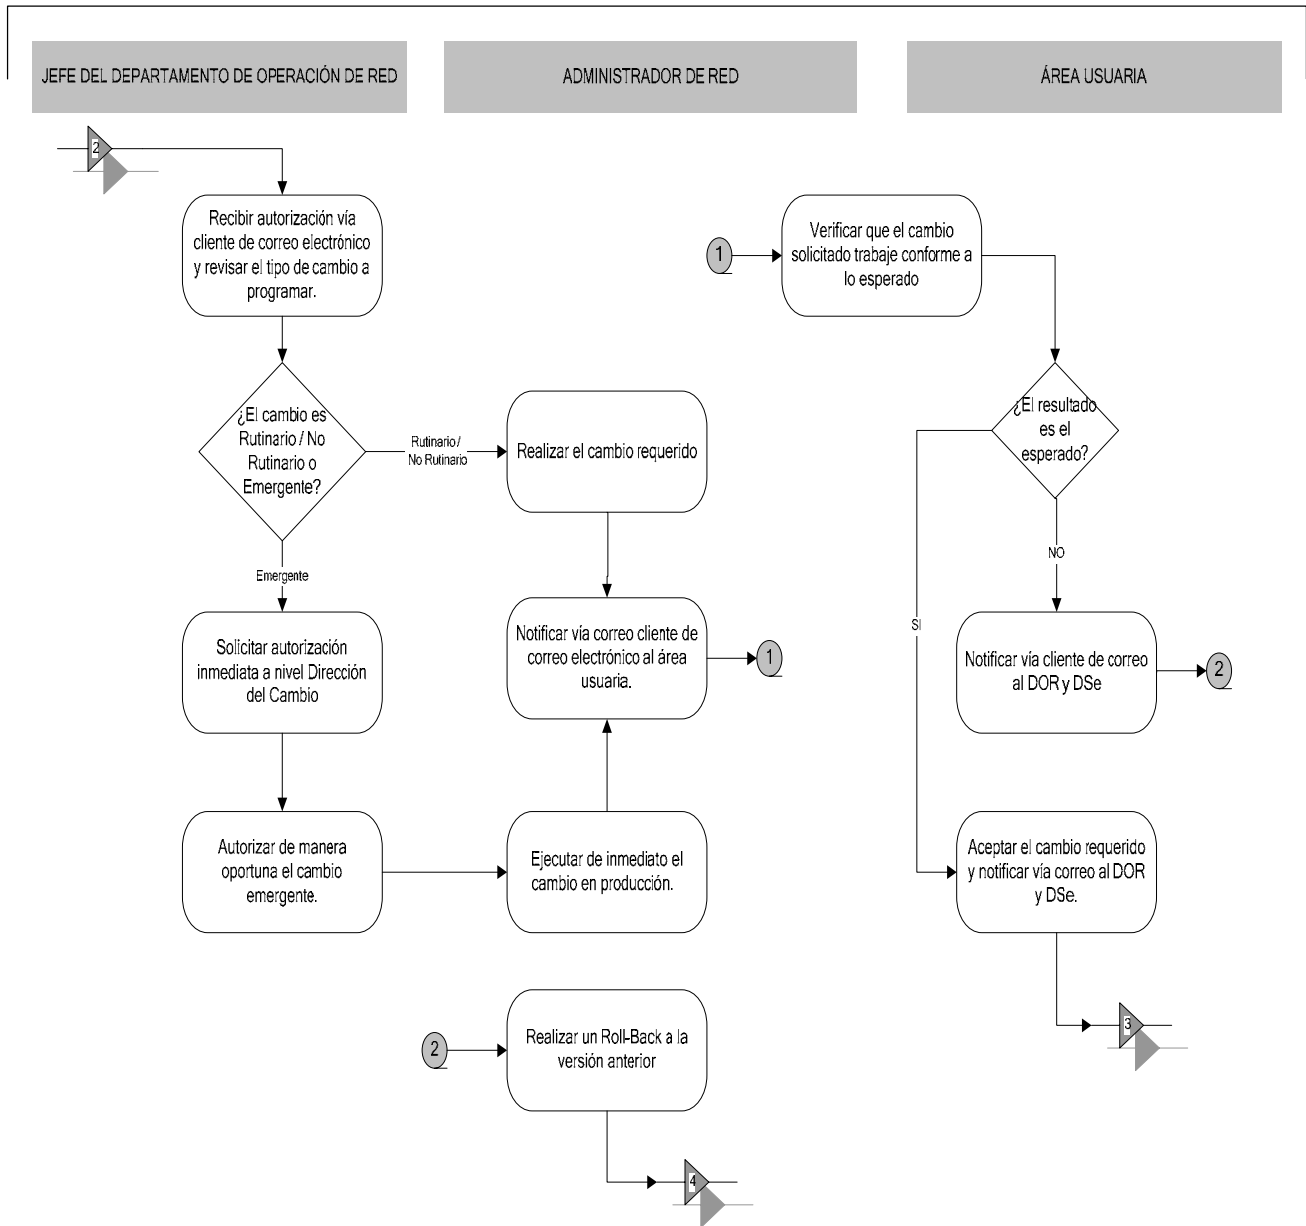 JEFE DEL DEPARTAMENTO DE OPERACIÓN DE RED
ADMINISTRADOR DE RED
ÁREA USUARIA
2
Recibir autorización vía
cliente de correo electrónico
y revisar el tipo de cambio a
programar.
¿El cambio es
Rutinario / No
Rutinario o
Emergente?
Rutinario /
No Rutinario
Emergente
Solicitar autorización
inmediata a nivel Dirección
del Cambio
Autorizar de manera
oportuna el cambio
emergente.
Realizar el cambio requerido
Notificar vía correo cliente de
correo electrónico al área
usuaria.
1
Ejecutar de inmediato el
cambio en producción.
2
Realizar un Roll-Back a la
versión anterior
4
1
Verificar que el cambio
solicitado trabaje conforme a
lo esperado
¿El resultado
es el
esperado?
NO
SI
Notificar vía cliente de correo
al DOR y DSe
2
Aceptar el cambio requerido
y notificar vía correo al DOR
y DSe.
3